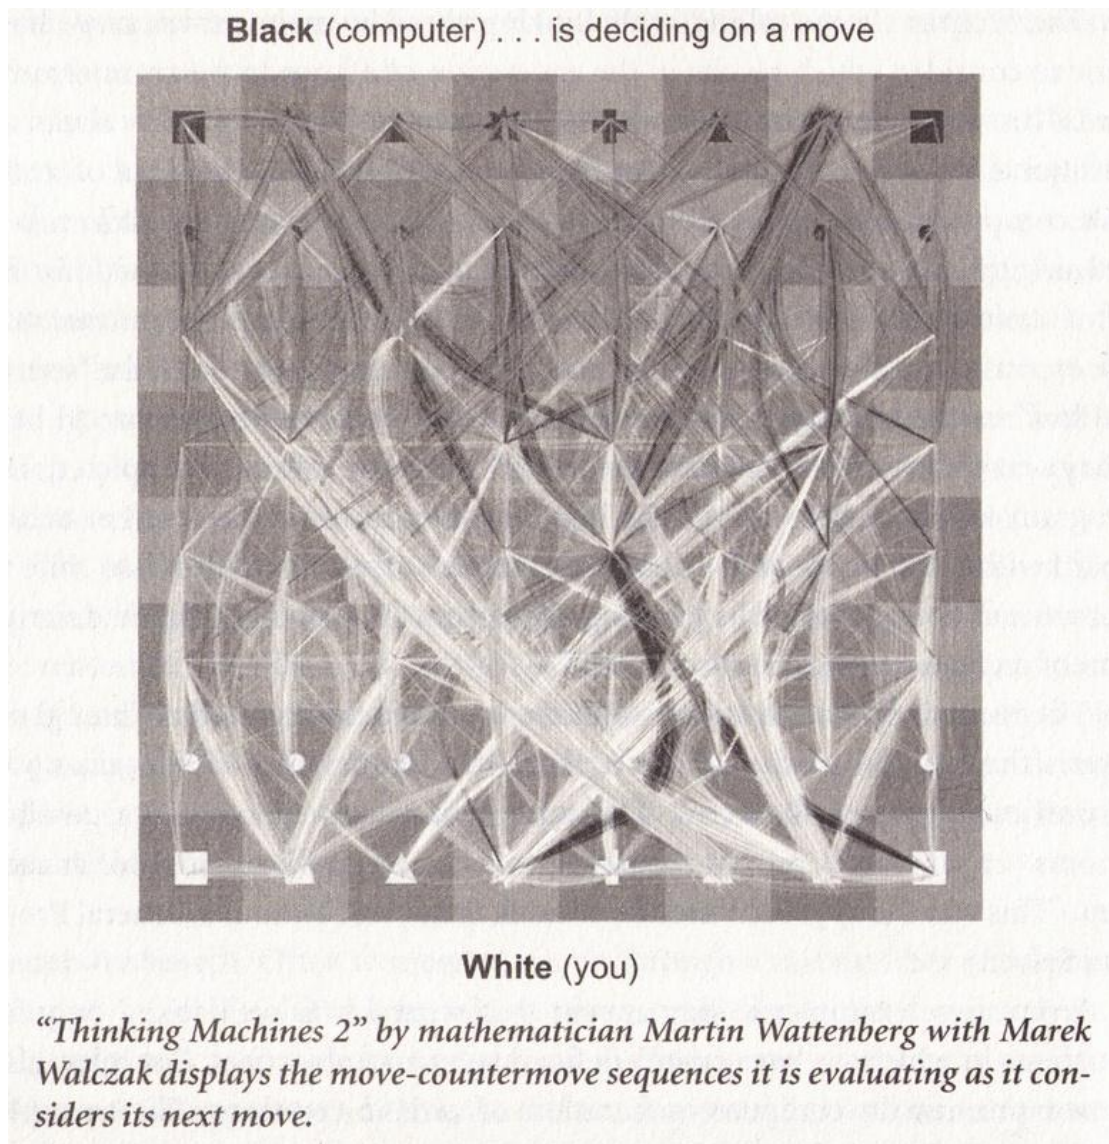 Black (computer) . . . is deciding on a move
White (you)
“Thinking Machines 2” by mathematician Martin Wattenberg with Marek
Walczak displays the move-countermove sequences it is evaluating as it con-
siders its next move.